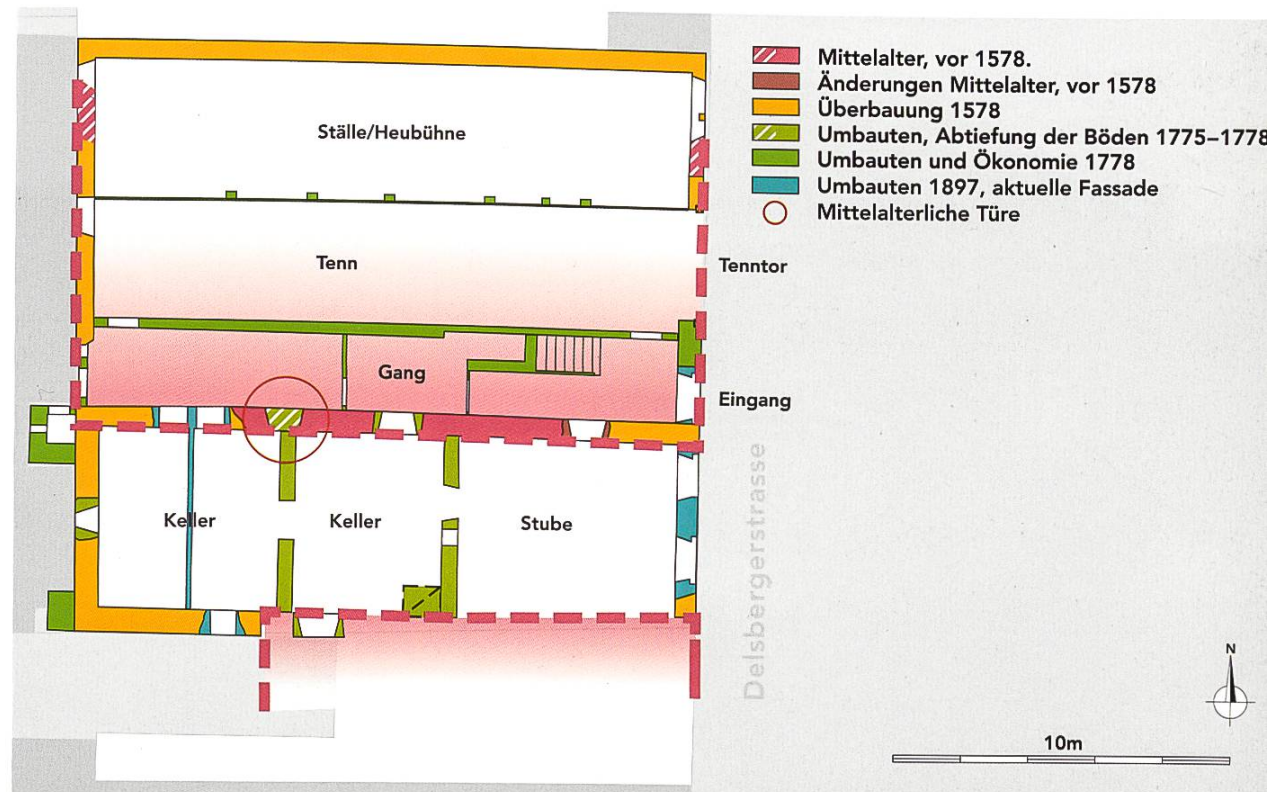 Mittelalter, vor 1578.
Änderungen Mittelalter, vor 1578
Überbauung 1578
Umbauten, Abtiefung der Böden 1775–1778
Umbauten und Ökonomie 1778
Umbauten 1897, aktuelle Fassade
Mittelalterliche Türe
Ställe/Heubühne
Tenn
Tenntor
Gang
Eingang
Keller
Keller
Stube
Delsbergerstrasse
N
10m